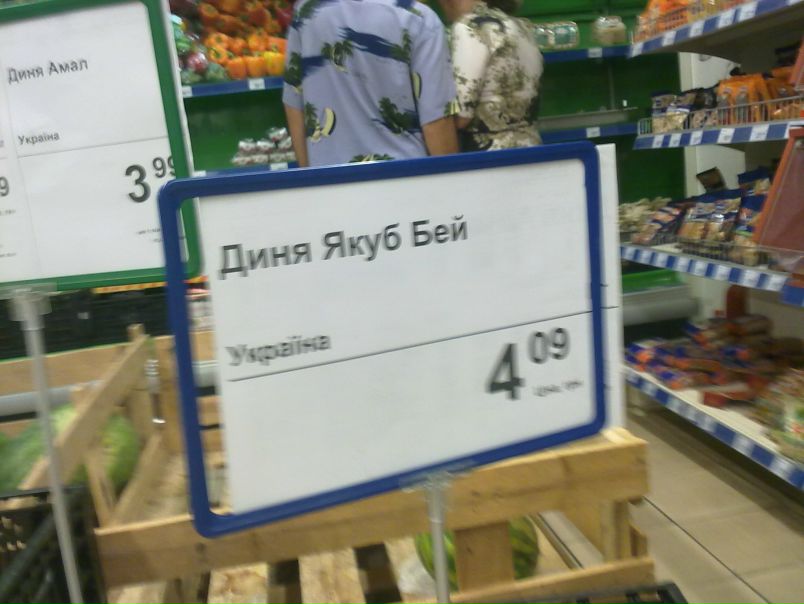 Диня Амал
Україна
3 99
Диня Якуб Бей
Україна
4 09